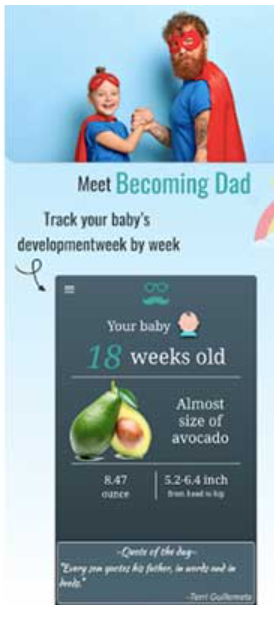 Meet Becoming Dad
Track your baby's
developmentweek by week
Your baby
18 weeks old
Almost
size of
avocado
8.47
ounce
5.2-6.4 inch
from head to hip
-Quote of the day-
"Every son quotes his father, in words and in
deeds."
-Terri Guillemets